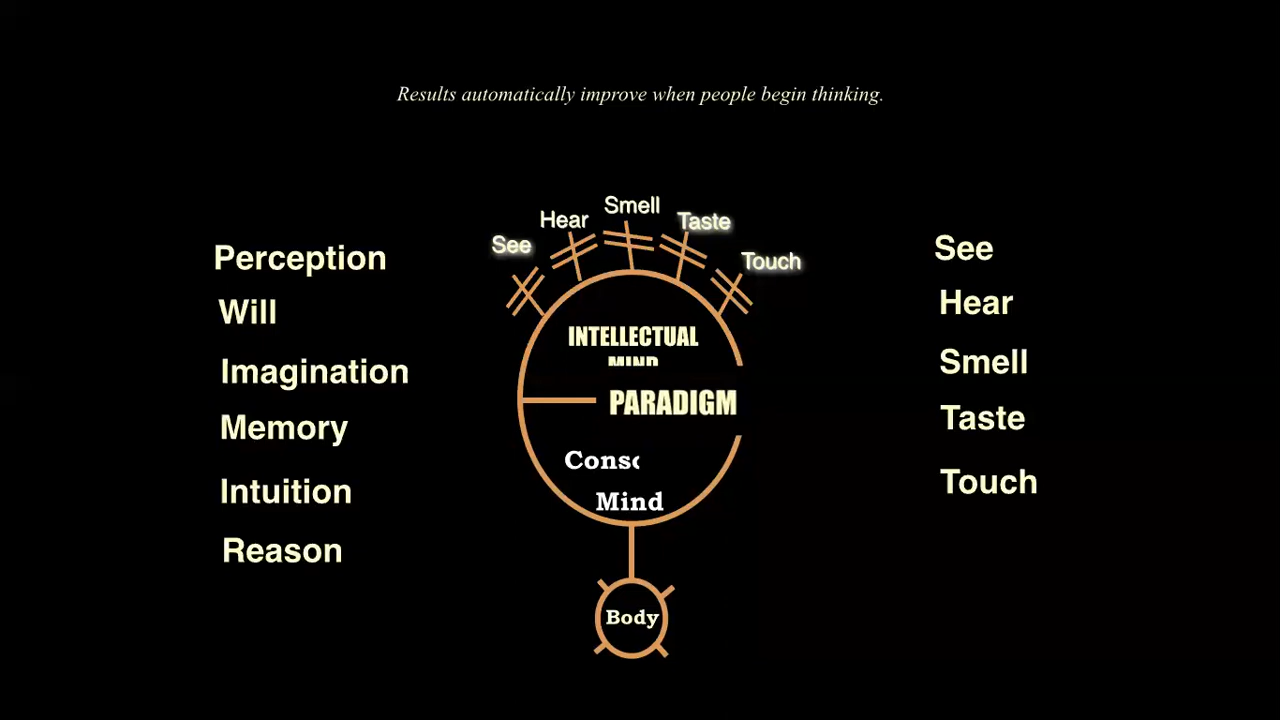 Results automatically improve when people begin thinking.
Perception
Will
Imagination
Memory
Intuition
Reason
See
Hear
Smell
Taste
Touch
INTELLECTUAL
MIND
PARADIGM
Mind
Body
See
Hear
Smell
Taste
Touch